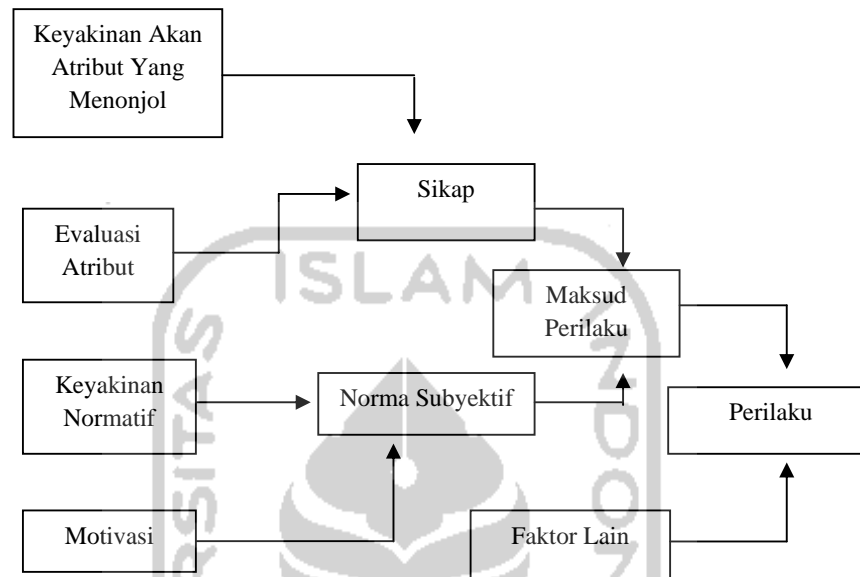 Keyakinan Akan
Atribut Yang
Menonjol
Sikap
Evaluasi
Atribut
ISLAM
Maksud
Perilaku
Keyakinan
Normatif
Norma Subyektif
Perilaku
Motivasi
Faktor Lain